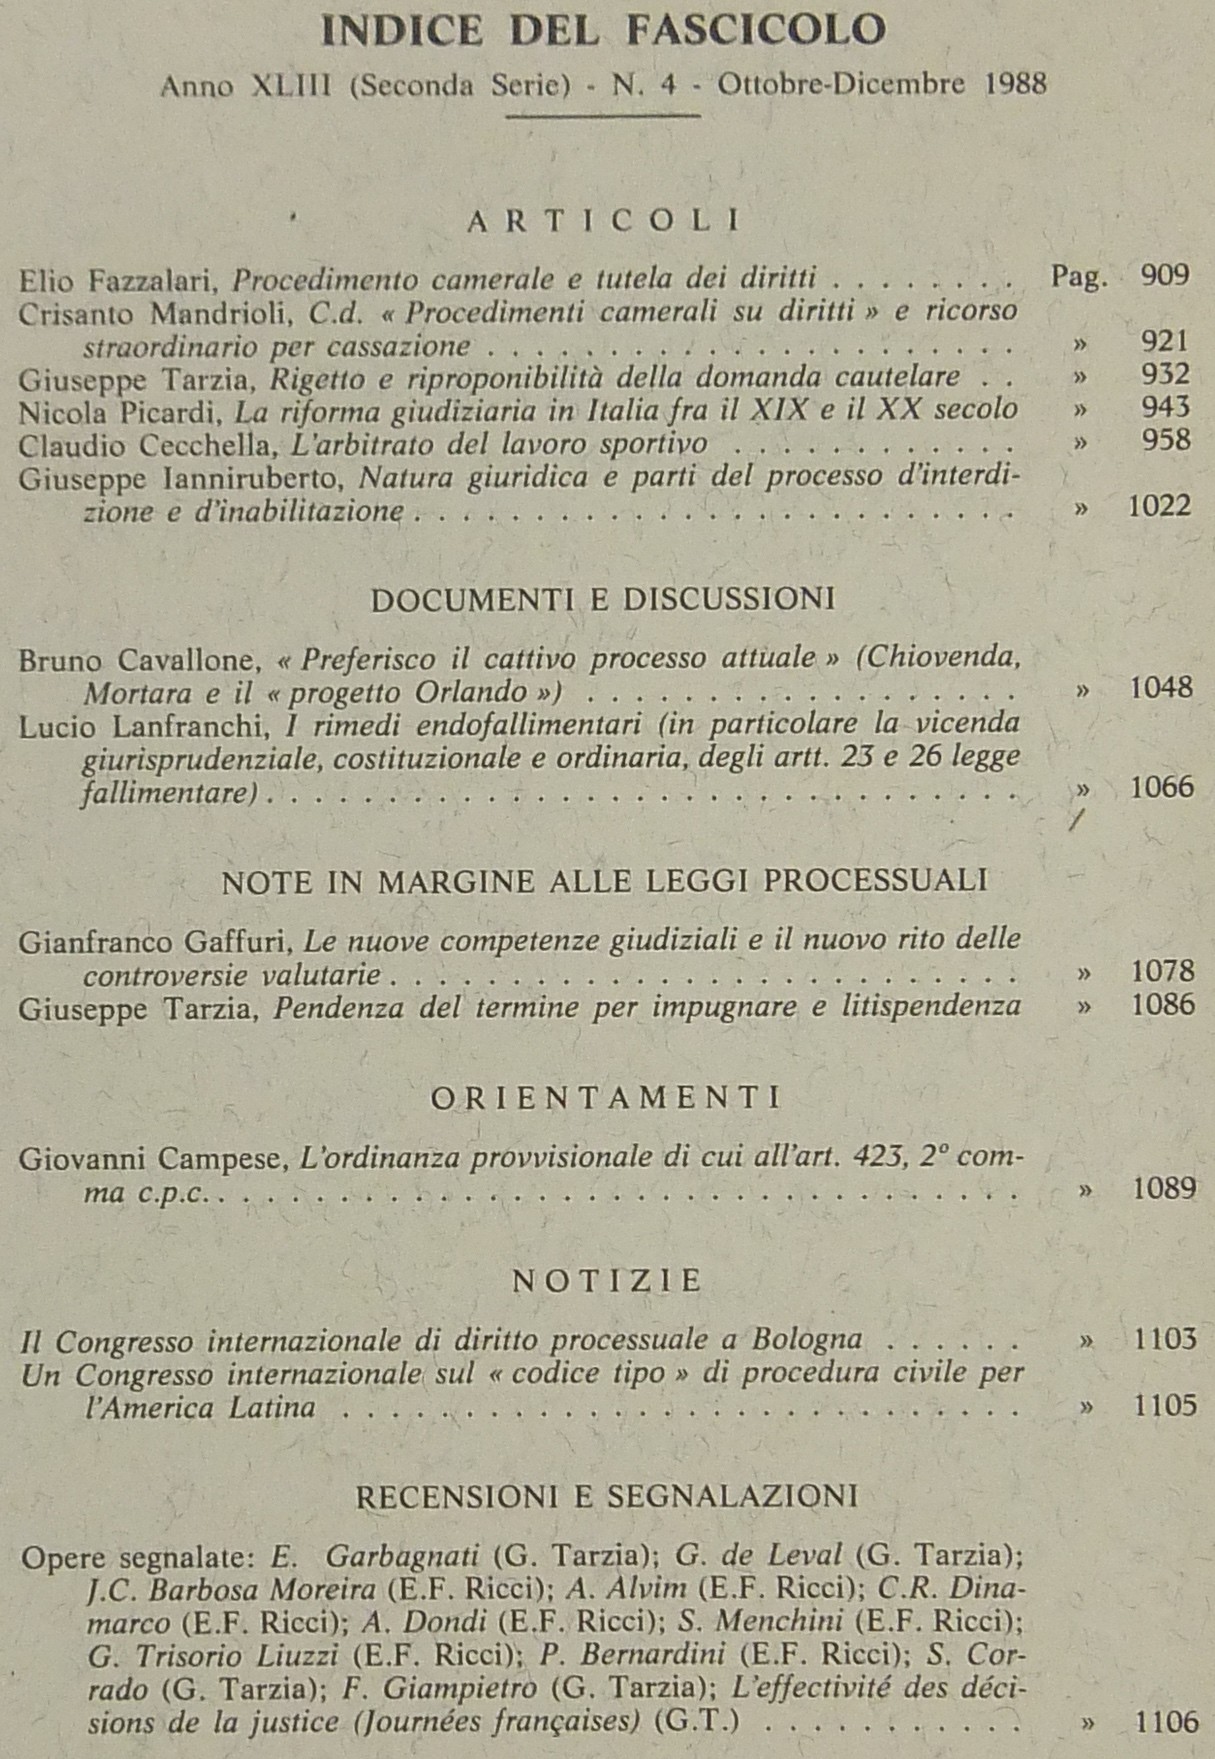 INDICE DEL FASCICOLO
Anno XLIII (Seconda Serie) - N. 4 - Ottobre-Dicembre 1988
ARTICOLI
Elio Fazzalari, Procedimento camerale e tutela dei diritti . . . . . . . . Pag. 909
Crisanto Mandrioli, C.d. « Procedimenti camerali su diritti » e ricorso
straordinario per cassazione . . . . . . . . . . . . . . . . . . . . . . » 921
Giuseppe Tarzia, Rigetto e riproponibilità della domanda cautelare . . » 932
Nicola Picardi, La riforma giudiziaria in Italia fra il XIX e il XX secolo » 943
Claudio Cecchella, L'arbitrato del lavoro sportivo . . . . . . . . . . . . » 958
Giuseppe Ianniruberto, Natura giuridica e parti del processo d'interdi-
zione e d'inabilitazione . . . . . . . . . . . . . . . . . . . . . . . . . » 1022
DOCUMENTI E DISCUSSIONI
Bruno Cavallone, « Preferisco il cattivo processo attuale » (Chiovenda,
Mortara e il « progetto Orlando ») . . . . . . . . . . . . . . . . . . » 1048
Lucio Lanfranchi, I rimedi endofallimentari (in particolare la vicenda
giurisprudenziale, costituzionale e ordinaria, degli artt. 23 e 26 legge
fallimentare) . . . . . . . . . . . . . . . . . . . . . . . . . . . . . . . » 1066
NOTE IN MARGINE ALLE LEGGI PROCESSUALI
Gianfranco Gaffuri, Le nuove competenze giudiziali e il nuovo rito delle
controversie valutarie . . . . . . . . . . . . . . . . . . . . . . . . . . » 1078
Giuseppe Tarzia, Pendenza del termine per impugnare e litispendenza » 1086
ORIENTAMENTI
Giovanni Campese, L'ordinanza provvisionale di cui all'art. 423, 2° com-
ma c.p.c. . . . . . . . . . . . . . . . . . . . . . . . . . . . . . . . . . » 1089
NOTIZIE
Il Congresso internazionale di diritto processuale a Bologna . . . . . . » 1103
Un Congresso internazionale sul « codice tipo » di procedura civile per
l'America Latina . . . . . . . . . . . . . . . . . . . . . . . . . . . . » 1105
RECENSIONI E SEGNALAZIONI
Opere segnalate: E. Garbagnati (G. Tarzia); G. de Leval (G. Tarzia);
J.C. Barbosa Moreira (E.F. Ricci); A. Alvim (E.F. Ricci); C.R. Dina-
marco (E.F. Ricci); A. Dondi (E.F. Ricci); S. Menchini (E.F. Ricci);
G. Trisorio Liuzzi (E.F. Ricci); P. Bernardini (E.F. Ricci); S. Cor-
rado (G. Tarzia); F. Giampietro (G. Tarzia); L'effectivité des déci-
sions de la justice (Journées françaises) (G.T.) . . . . . . . . . . . » 1106